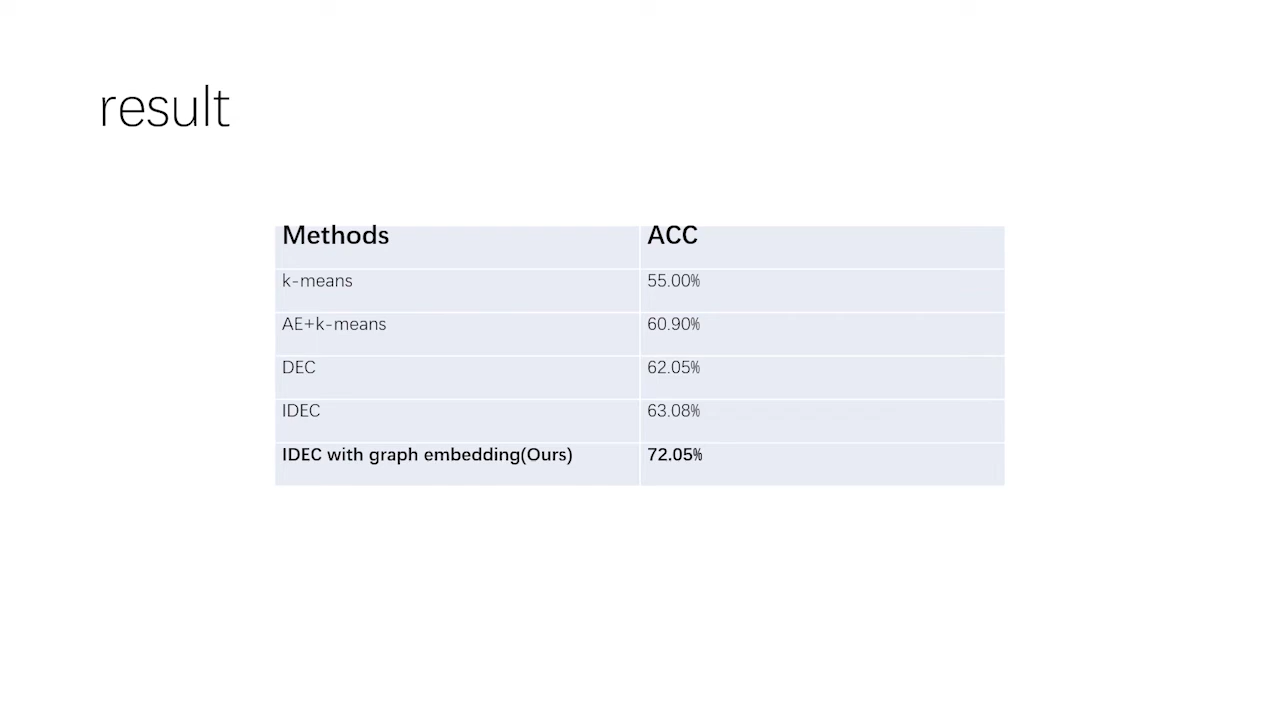 result
Methods ACC
k-means 55.00%
AE+k-means 60.90%
DEC 62.05%
IDEC 63.08%
IDEC with graph embedding(Ours) 72.05%